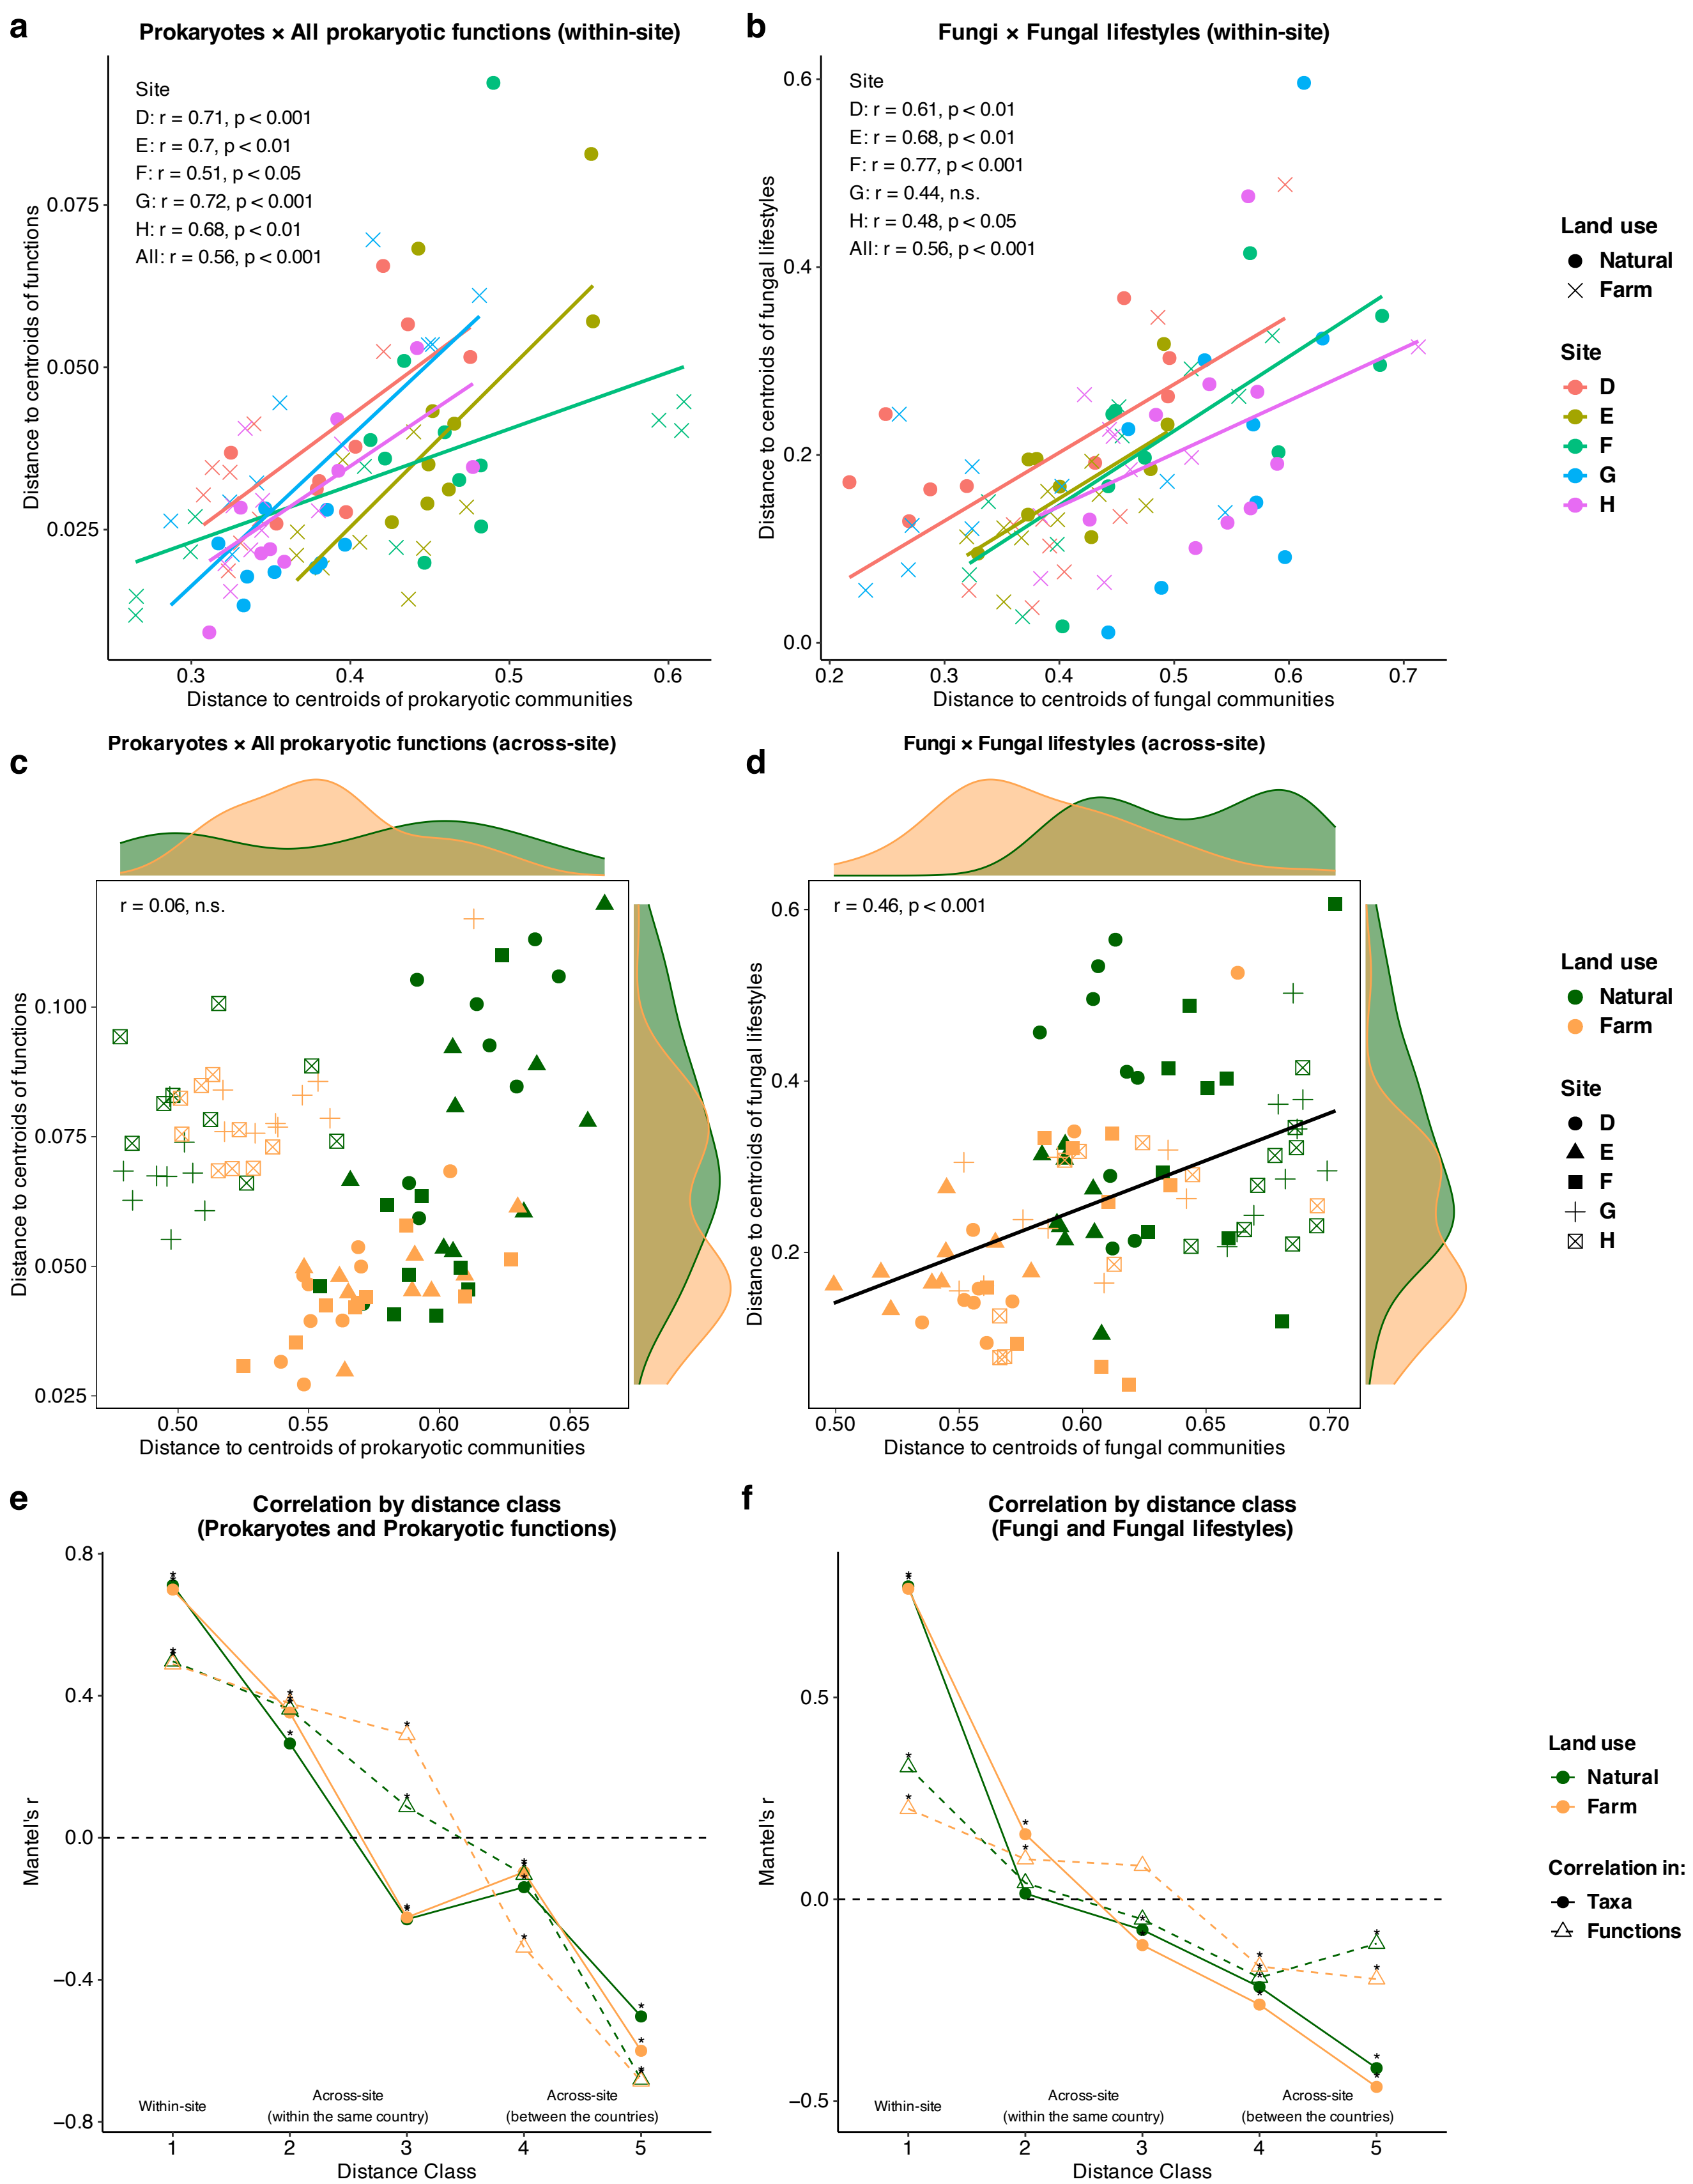 a
Prokaryotes × All prokaryotic functions (within-site)
Site
D: r = 0.71, p < 0.001
E: r = 0.7, p < 0.01
F: r = 0.51, p < 0.05
G: r = 0.72, p < 0.001
H: r = 0.68, p < 0.01
All: r = 0.56, p < 0.001
Distance to centroids of functions
0.075
0.050
0.025
0.3 0.4 0.5 0.6
Distance to centroids of prokaryotic communities
b
Fungi × Fungal lifestyles (within-site)
Site
D: r = 0.61, p < 0.01
E: r = 0.68, p < 0.01
F: r = 0.77, p < 0.001
G: r = 0.44, n.s.
H: r = 0.48, p < 0.05
All: r = 0.56, p < 0.001
Distance to centroids of fungal lifestyles
0.6
0.4
0.2
0.0
0.2 0.3 0.4 0.5 0.6 0.7
Distance to centroids of fungal communities
Land use
Natural
Farm
Site
D
E
F
G
H
c
Prokaryotes × All prokaryotic functions (across-site)
r = 0.06, n.s.
Distance to centroids of functions
0.100
0.075
0.050
0.025
0.50 0.55 0.60 0.65
Distance to centroids of prokaryotic communities
d
Fungi × Fungal lifestyles (across-site)
r = 0.46, p < 0.001
Distance to centroids of fungal lifestyles
0.6
0.4
0.2
0.50 0.55 0.60 0.65 0.70
Distance to centroids of fungal communities
Land use
Natural
Farm
Site
D
E
F
G
H
e
Correlation by distance class
(Prokaryotes and Prokaryotic functions)
Mantel's r
0.8
0.4
0.0
−0.4
−0.8
Within-site
Across-site
(within the same country)
Across-site
(between the countries)
1 2 3 4 5
Distance Class
f
Correlation by distance class
(Fungi and Fungal lifestyles)
Mantel's r
0.5
0.0
−0.5
Within-site
Across-site
(within the same country)
Across-site
(between the countries)
1 2 3 4 5
Distance Class
Land use
Natural
Farm
Correlation in:
Taxa
Functions